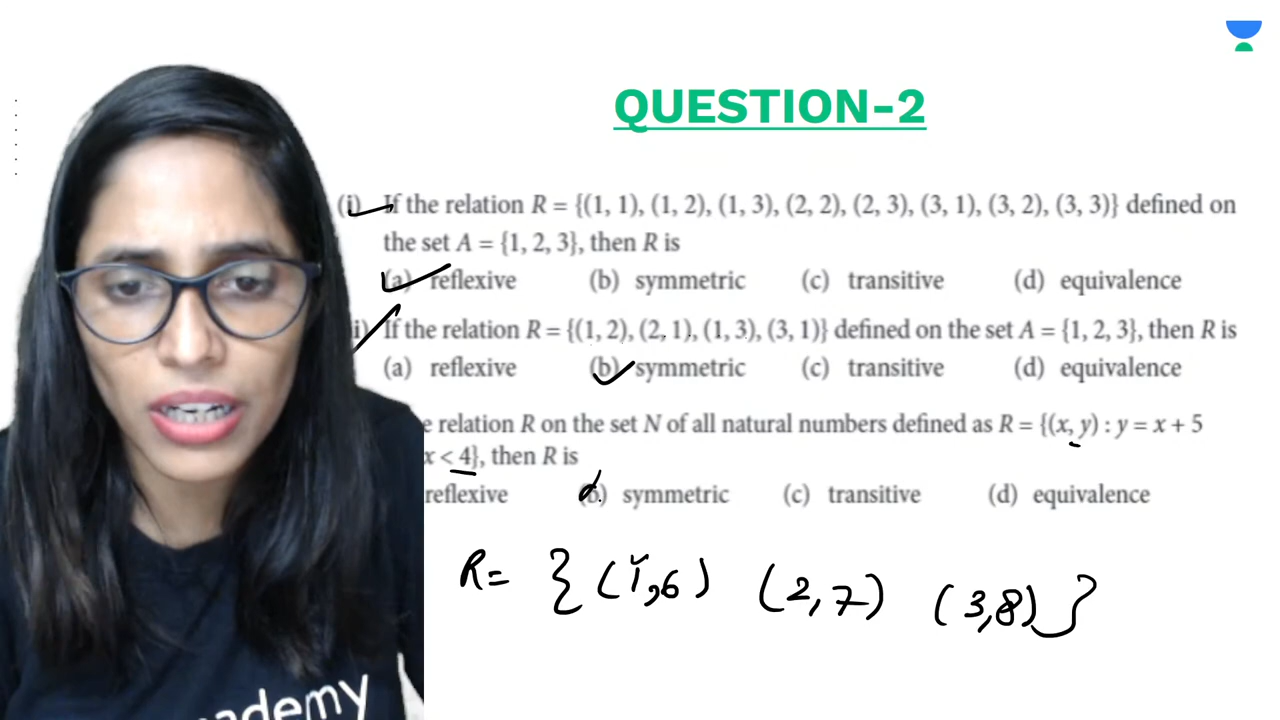 QUESTION-2
(i) If the relation R = {(1, 1), (1, 2), (1, 3), (2, 2), (2, 3), (3, 1), (3, 2), (3, 3)} defined on
the set A = {1, 2, 3}, then R is
(a) reflexive (b) symmetric (c) transitive (d) equivalence
i) If the relation R = {(1, 2), (2, 1), (1, 3), (3, 1)} defined on the set A = {1, 2, 3}, then R is
(a) reflexive (b) symmetric (c) transitive (d) equivalence
e relation R on the set N of all natural numbers defined as R = {(x, y) : y = x + 5
x < 4}, then R is
reflexive (b) symmetric (c) transitive (d) equivalence
R = {(1,6) (2,7) (3,8)}
ademy